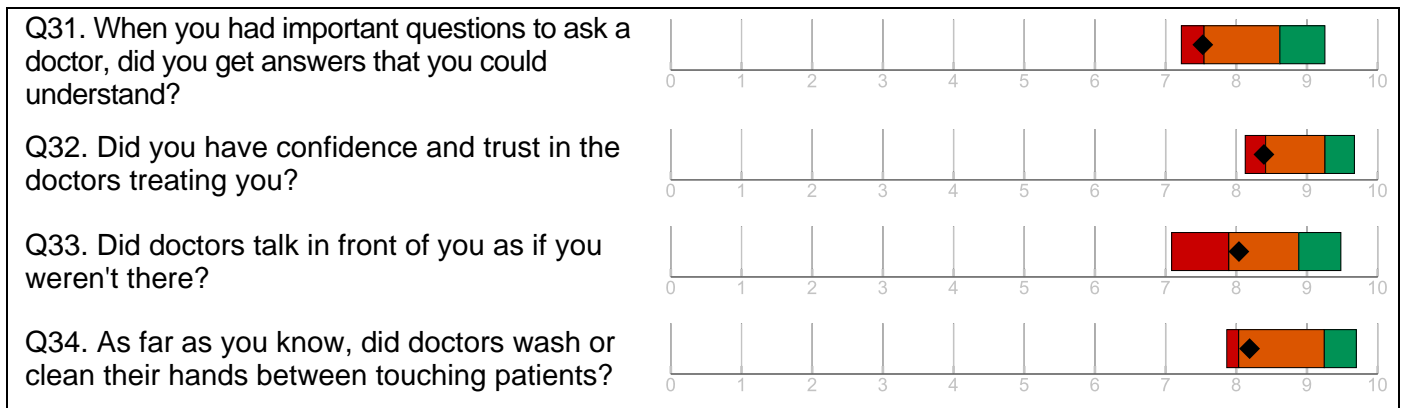 Q31. When you had important questions to ask a
doctor, did you get answers that you could
understand?
0 1 2 3 4 5 6 7 8 9 10
Q32. Did you have confidence and trust in the
doctors treating you?
0 1 2 3 4 5 6 7 8 9 10
Q33. Did doctors talk in front of you as if you
weren't there?
0 1 2 3 4 5 6 7 8 9 10
Q34. As far as you know, did doctors wash or
clean their hands between touching patients?
0 1 2 3 4 5 6 7 8 9 10